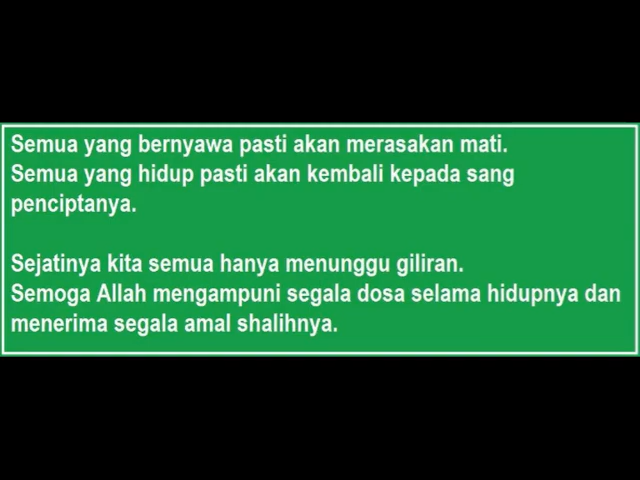 Semua yang bernyawa pasti akan merasakan mati.
Semua yang hidup pasti akan kembali kepada sang
penciptanya.
Sejatinya kita semua hanya menunggu giliran.
Semoga Allah mengampuni segala dosa selama hidupnya dan
menerima segala amal shalihnya.